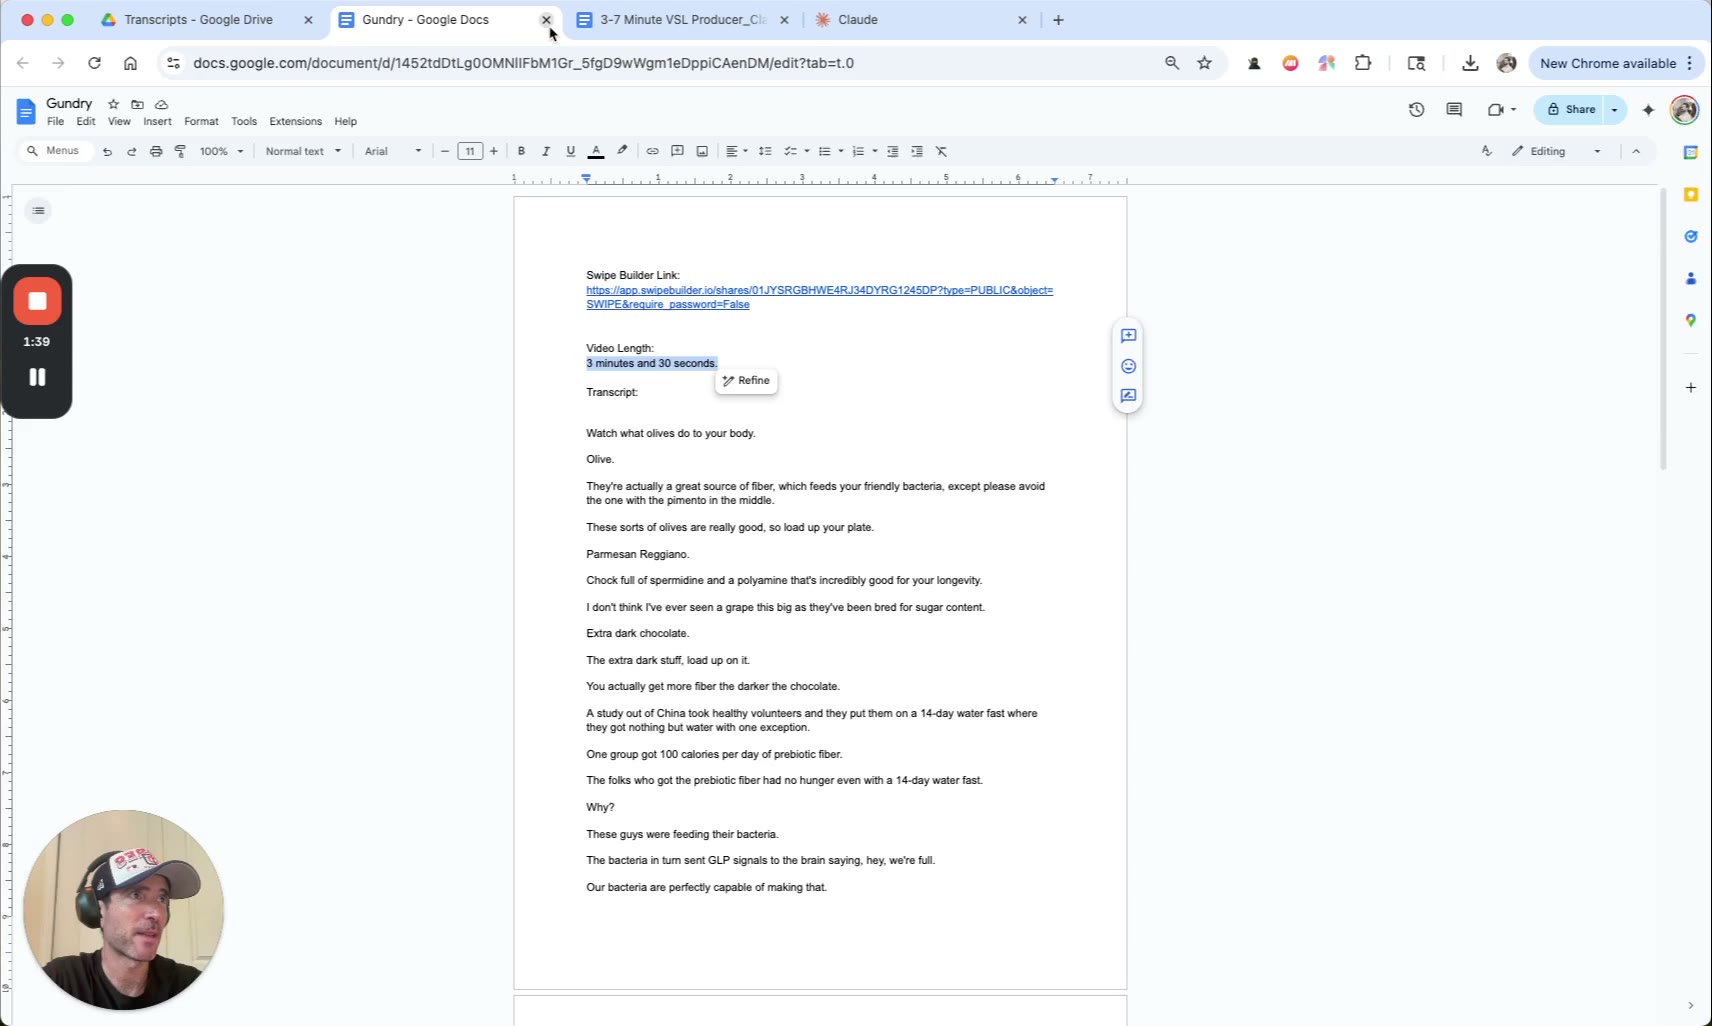 Transcripts - Google Drive
Gundry - Google Docs
3-7 Minute VSL Producer_Cla
Claude
docs.google.com/document/d/1452tdDtLg0OMNIIFbM1Gr_5fgD9wWgm1eDppiCAenDM/edit?tab=t.0
New Chrome available
Gundry
File Edit View Insert Format Tools Extensions Help
Share
Menus
100%
Normal text
Arial
11
Editing
1 1 2 3 4 5 6 7
1:39
Swipe Builder Link:
https://app.swipebuilder.io/shares/01JYSRGBHWE4RJ34DYRG1245DP?type=PUBLIC&object=
SWIPE&require_password=False
Video Length:
3 minutes and 30 seconds.
Refine
Transcript:
Watch what olives do to your body.
Olive.
They're actually a great source of fiber, which feeds your friendly bacteria, except please avoid
the one with the pimento in the middle.
These sorts of olives are really good, so load up your plate.
Parmesan Reggiano.
Chock full of spermidine and a polyamine that's incredibly good for your longevity.
I don't think I've ever seen a grape this big as they've been bred for sugar content.
Extra dark chocolate.
The extra dark stuff, load up on it.
You actually get more fiber the darker the chocolate.
A study out of China took healthy volunteers and they put them on a 14-day water fast where
they got nothing but water with one exception.
One group got 100 calories per day of prebiotic fiber.
The folks who got the prebiotic fiber had no hunger even with a 14-day water fast.
Why?
These guys were feeding their bacteria.
The bacteria in turn sent GLP signals to the brain saying, hey, we're full.
Our bacteria are perfectly capable of making that.